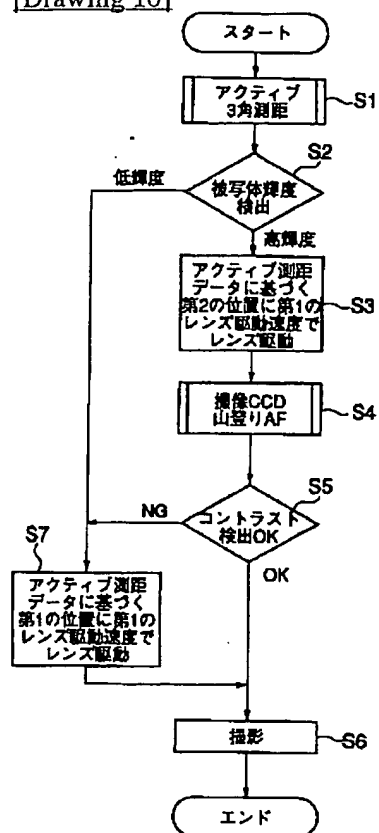 [Drawing 10]
スタート
アクティブ
3角測距
S1
S2
被写体輝度
検出
低輝度
高輝度
アクティブ測距
データに基づく
第2の位置に第1の
レンズ駆動速度で
レンズ駆動
S3
撮像CCD
山登りAF
S4
S5
コントラスト
検出OK
NG
OK
S7
アクティブ測距
データに基づく
第1の位置に第1の
レンズ駆動速度で
レンズ駆動
撮影
S6
エンド